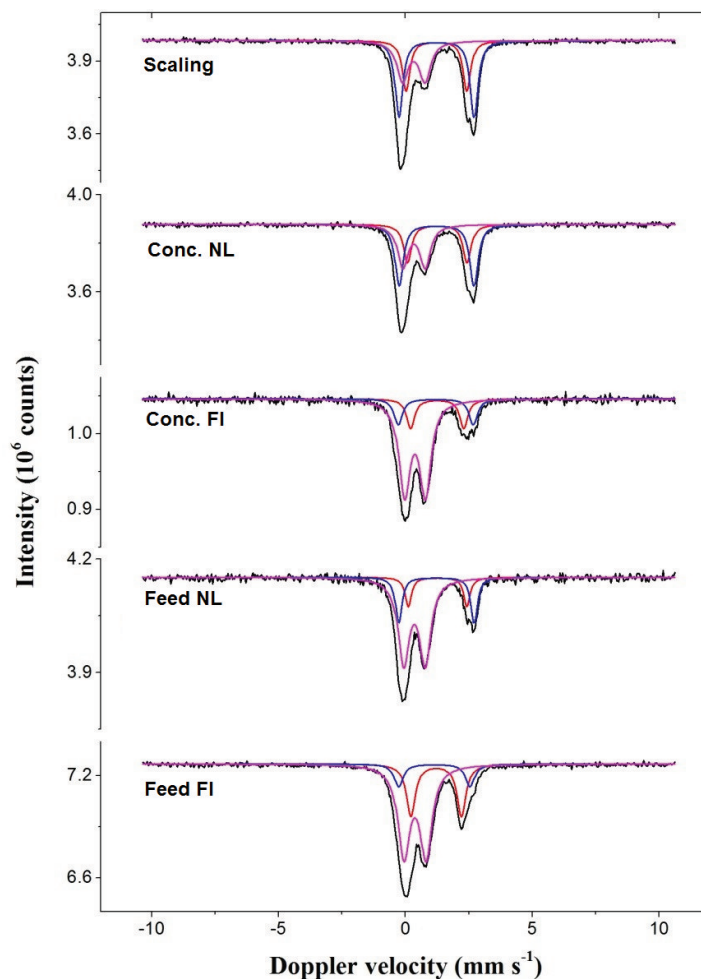 3.9
Scaling
3.6
4.0
Conc. NL
3.6
Conc. FI
1.0
0.9
4.2
Feed NL
3.9
7.2
Feed FI
6.6
-10 -5 0 5 10
Intensity (10⁶ counts)
Doppler velocity (mm s⁻¹)